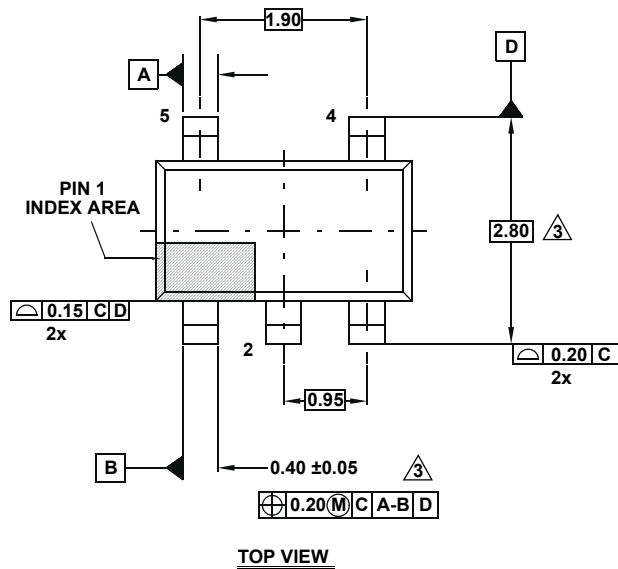 1.90
D
A
5
4
PIN 1
INDEX AREA
2.80
3
0.15 C D
2x
2
0.20 C
2x
0.95
B
0.40 ±0.05
3
0.20 M C A-B D
TOP VIEW